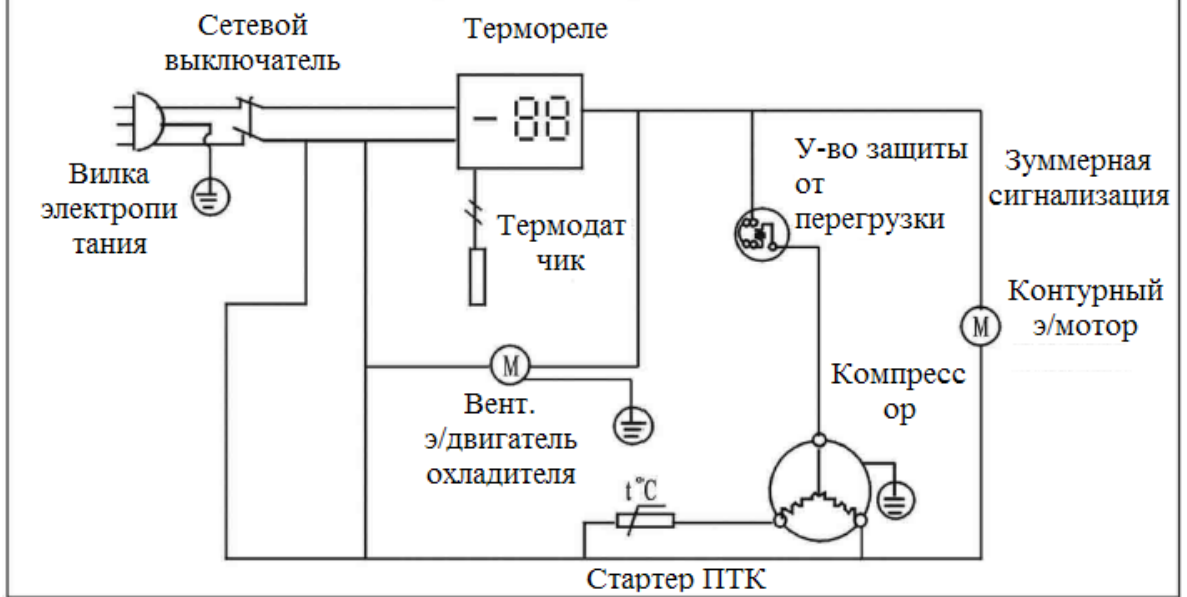 Сетевой
выключатель
Термореле
- 88
Вилка
электропи
тания
Термодат
чик
У-во защиты
от
перегрузки
Зуммерная
сигнализация
Контурный
э/мотор
M
M
Вент.
э/двигатель
охладителя
Компресс
ор
t°C
Стартер ПТК